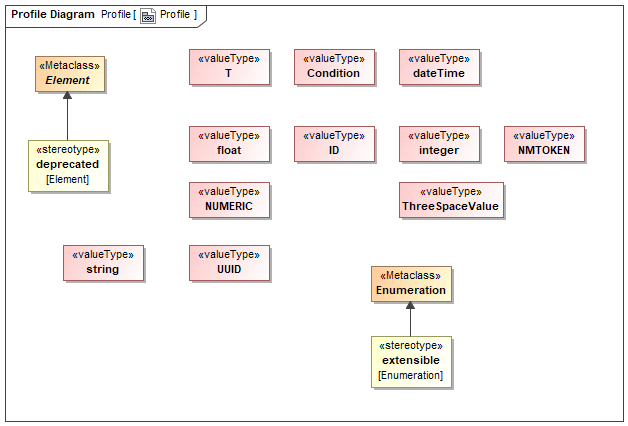 Profile Diagram Profile [ Profile ]
«Metaclass»
Element
«valueType»
T
«valueType»
Condition
«valueType»
dateTime
«stereotype»
deprecated
[Element]
«valueType»
float
«valueType»
ID
«valueType»
integer
«valueType»
NMTOKEN
«valueType»
NUMERIC
«valueType»
ThreeSpaceValue
«valueType»
string
«valueType»
UUID
«Metaclass»
Enumeration
«stereotype»
extensible
[Enumeration]